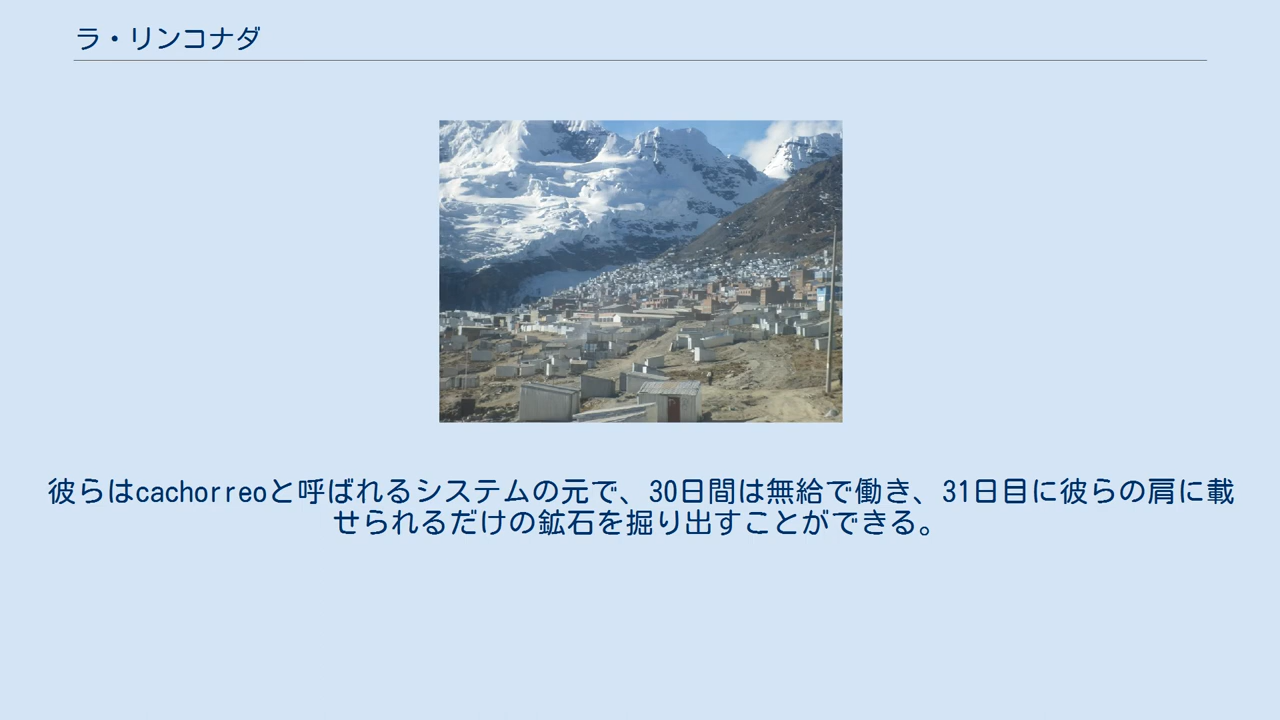 ラ・リンコナダ
彼らはcachorreoと呼ばれるシステムの元で、30日間は無給で働き、31日目に彼らの肩に載
せられるだけの鉱石を掘り出すことができる。